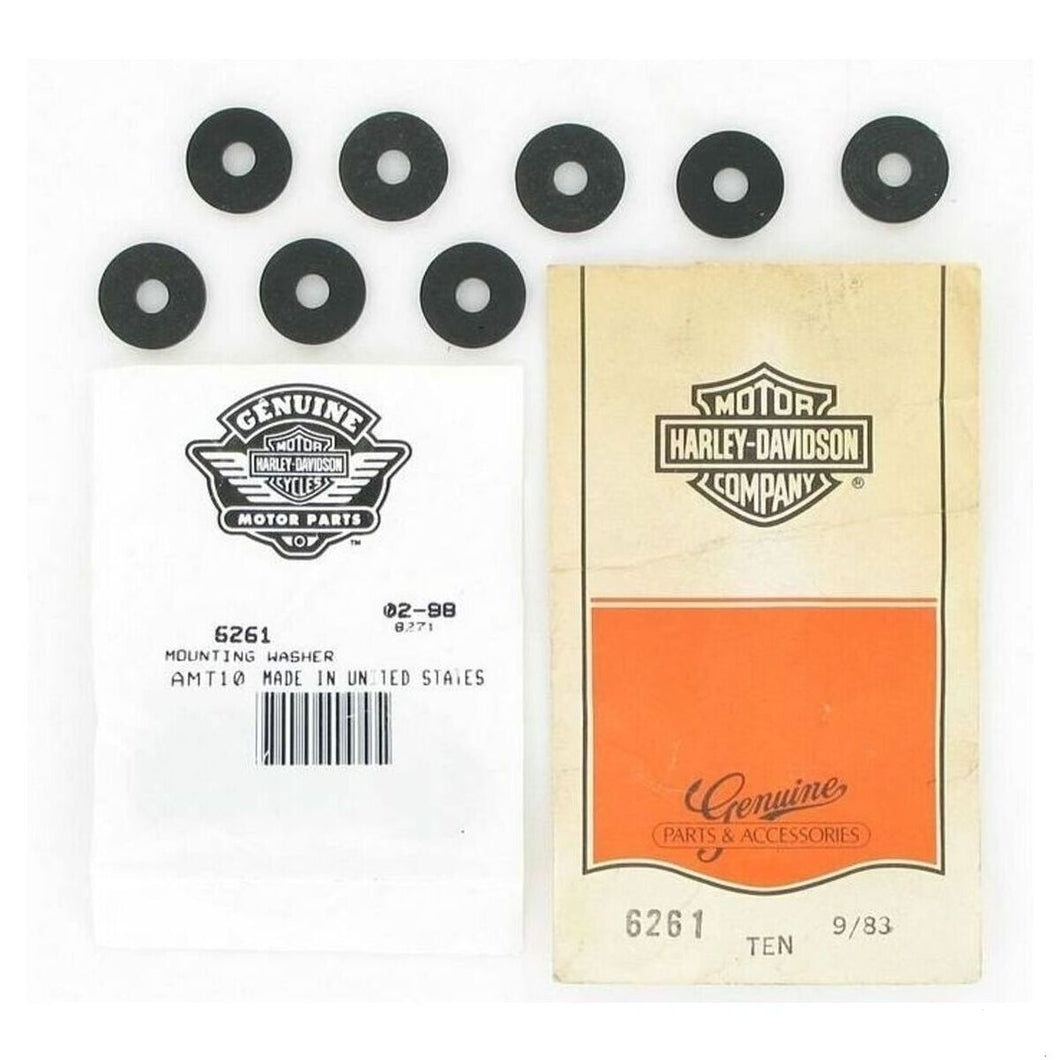 GENUINE
MOTOR
HARLEY-DAVIDSON
CYCLES
MOTOR PARTS
™
02-98
8271
6261
MOUNTING WASHER
AMT10 MADE IN UNITED STATES
MOTOR
HARLEY-DAVIDSON
COMPANY
®
Genuine
PARTS & ACCESSORIES
6261
TEN
9/83